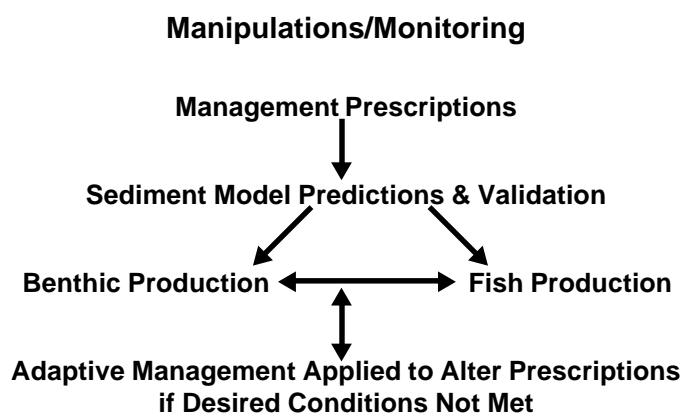 Manipulations/Monitoring
Management Prescriptions
Sediment Model Predictions & Validation
Benthic Production
Fish Production
Adaptive Management Applied to Alter Prescriptions
if Desired Conditions Not Met